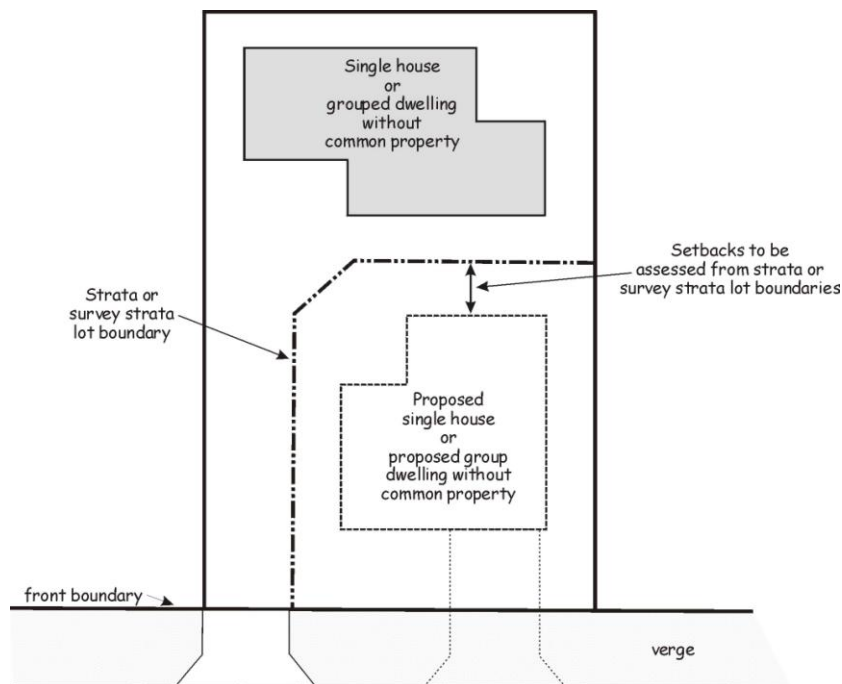 Single house
or
grouped dwelling
without
common property
Setbacks to be
assessed from strata or
survey strata lot boundaries
Strata or
survey strata
lot boundary
Proposed
single house
or
proposed group
dwelling without
common property
front boundary
verge